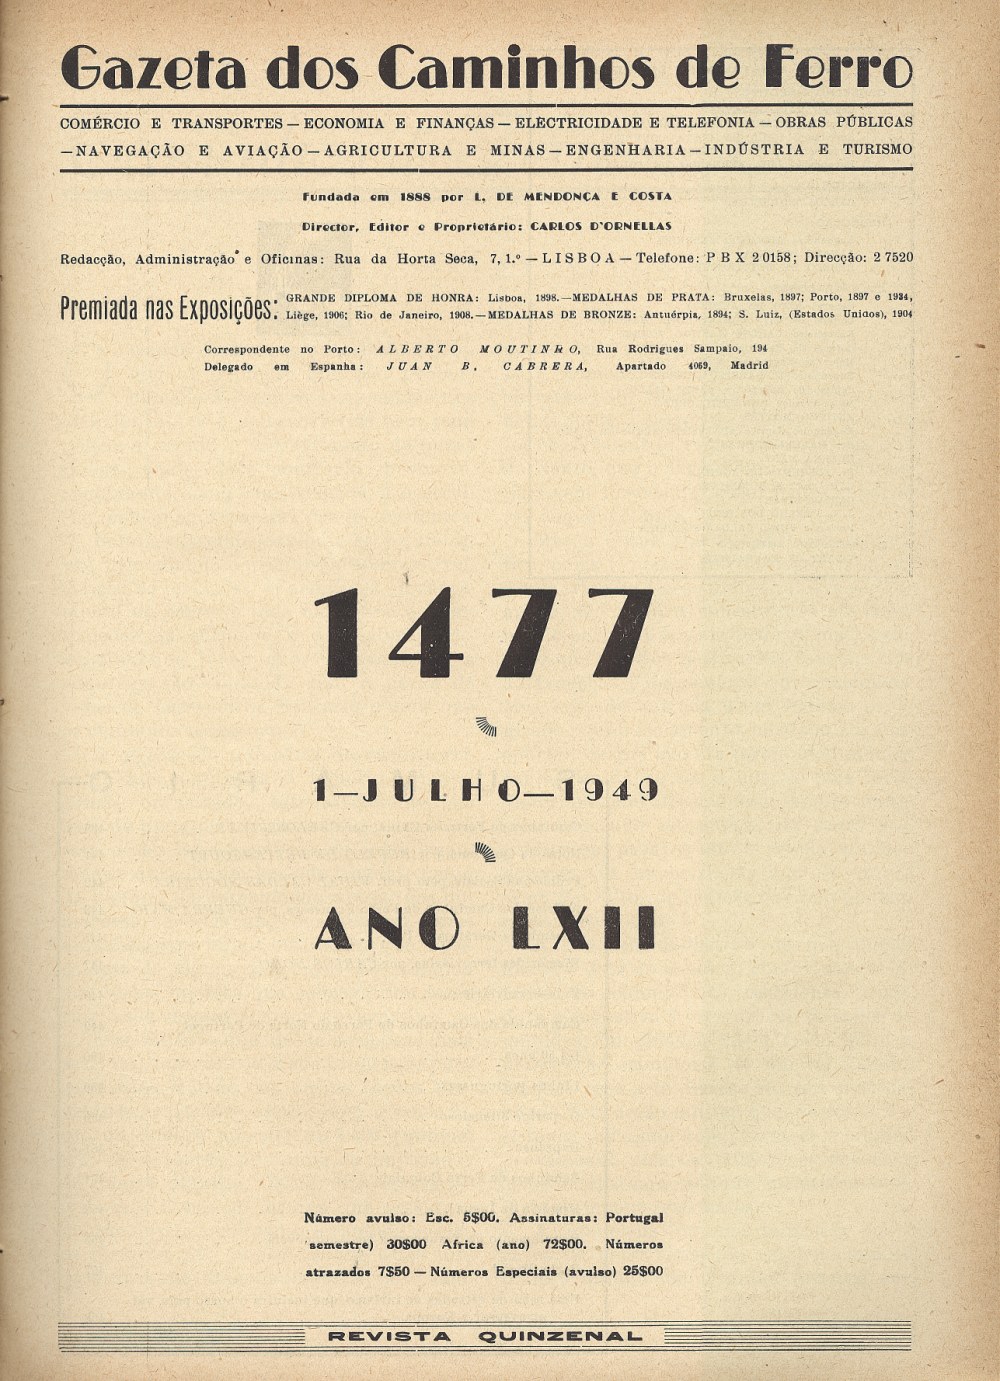 Gazeta dos Caminhos de Ferro
COMÉRCIO E TRANSPORTES — ECONOMIA E FINANÇAS — ELECTRICIDADE E TELEFONIA — OBRAS PÚBLICAS
— NAVEGAÇÃO E AVIAÇÃO — AGRICULTURA E MINAS — ENGENHARIA — INDÚSTRIA E TURISMO
Fundada em 1888 por L. DE MENDONÇA E COSTA
Director, Editor e Proprietário: CARLOS D'ORNELLAS
Redacção, Administração e Oficinas: Rua da Horta Seca, 7, 1.º — LISBOA — Telefone: PBX 20158; Direcção: 27520
Premiada nas Exposições:
GRANDE DIPLOMA DE HONRA: Lisboa, 1898.—MEDALHAS DE PRATA: Bruxelas, 1897; Porto, 1897 e 1934,
Liège, 1906; Rio de Janeiro, 1908.—MEDALHAS DE BRONZE: Antuérpia, 1894; S. Luiz, (Estados Unidos), 1904
Correspondente no Porto: ALBERTO MOUTINHO, Rua Rodrigues Sampaio, 194
Delegado em Espanha: JUAN B. CABRERA, Apartado 4069, Madrid
1477
1—JULHO—1949
ANO LXII
Número avulso: Esc. 5$00. Assinaturas: Portugal
semestre) 30$00 Africa (ano) 72$00. Números
atrazados 7$50 — Números Especiais (avulso) 25$00
REVISTA QUINZENAL